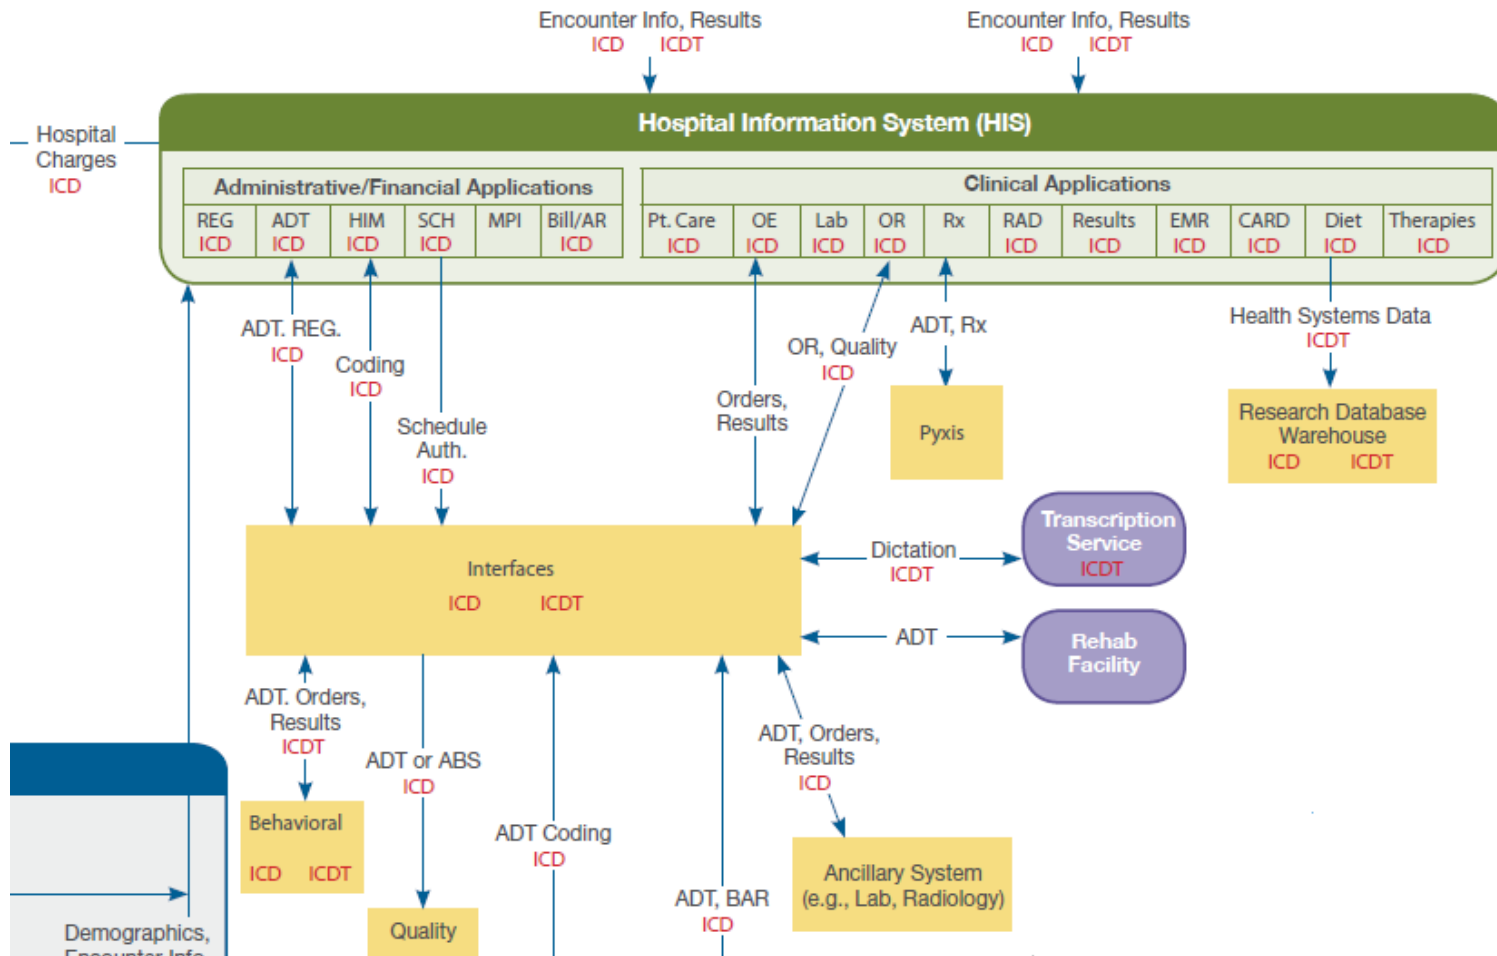 Encounter Info, Results
ICD ICDT
Encounter Info, Results
ICD ICDT
Hospital Information System (HIS)
Hospital
Charges
ICD
Administrative/Financial Applications
REG ADT HIM SCH MPI Bill/AR
ICD ICD ICD ICD ICD
Clinical Applications
Pt. Care OE Lab OR Rx RAD Results EMR CARD Diet Therapies
ICD ICD ICD ICD ICD ICD ICD ICD ICD ICD
ADT. REG.
ICD
Coding
ICD
Schedule
Auth.
ICD
Orders,
Results
OR, Quality
ICD
ADT, Rx
Health Systems Data
ICDT
Pyxis
Research Database
Warehouse
ICD ICDT
Interfaces
ICD ICDT
Dictation
ICDT
Transcription
Service
ICDT
ADT
Rehab
Facility
ADT. Orders,
Results
ICDT
ADT or ABS
ICD
ADT Coding
ICD
ADT, BAR
ICD
ADT, Orders,
Results
ICD
Behavioral
ICD ICDT
Quality
Ancillary System
(e.g., Lab, Radiology)
Demographics,
Encounter Info